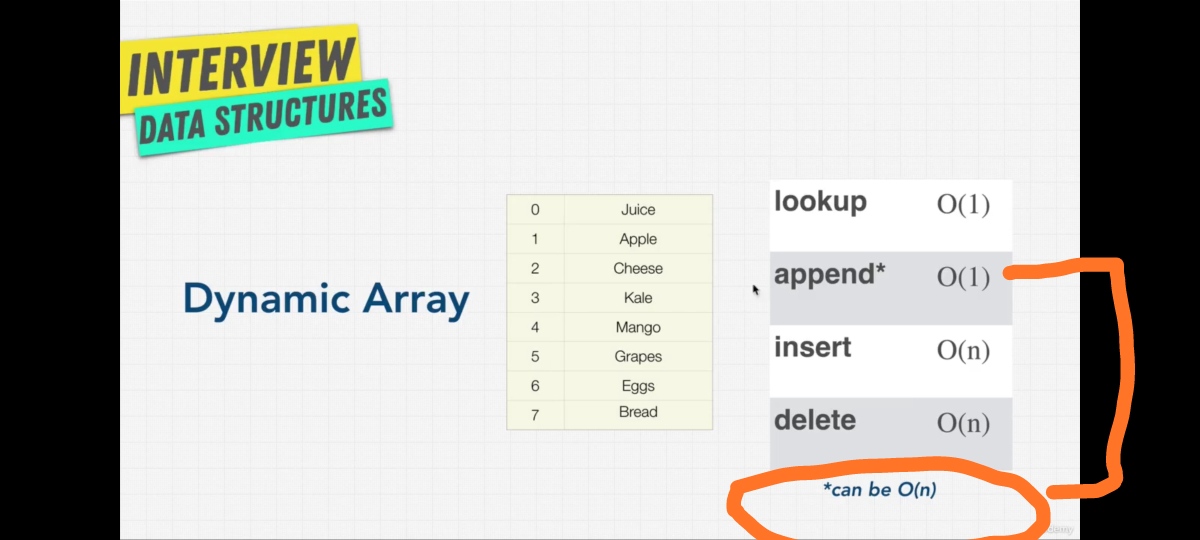 INTERVIEW
DATA STRUCTURES
Dynamic Array
0 Juice
1 Apple
2 Cheese
3 Kale
4 Mango
5 Grapes
6 Eggs
7 Bread
lookup O(1)
append* O(1)
insert O(n)
delete O(n)
*can be O(n)